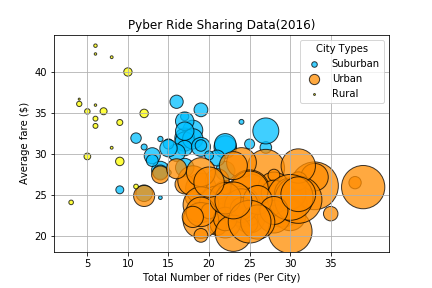 Pyber Ride Sharing Data(2016)
City Types
Suburban
Urban
Rural
Average fare ($)
40
35
30
25
20
5 10 15 20 25 30 35
Total Number of rides (Per City)